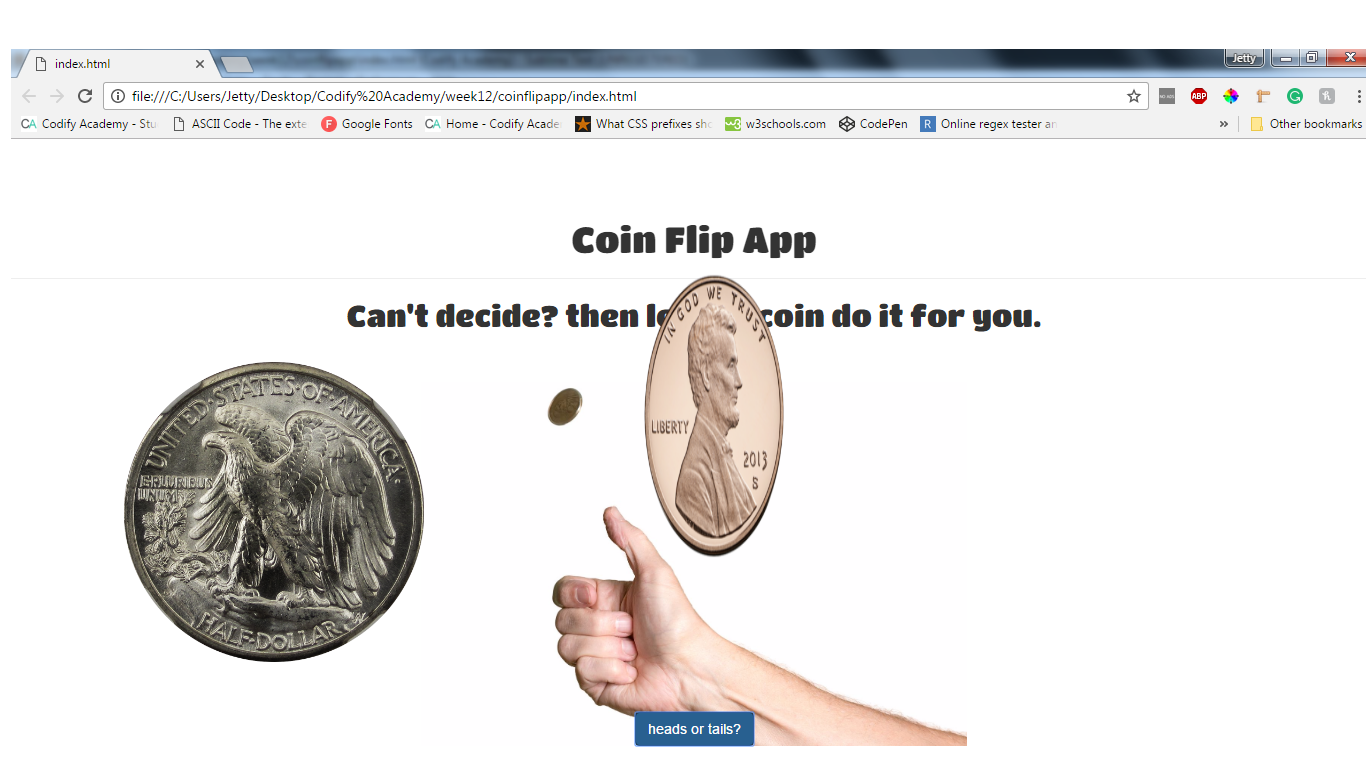 Jetty
index.html
file:///C:/Users/Jetty/Desktop/Codify%20Academy/week12/coinflipapp/index.html
ABP
CA Codify Academy - Stu
ASCII Code - The exte
F Google Fonts
CA Home - Codify Acade
What CSS prefixes sho
w3 w3schools.com
CodePen
R Online regex tester an
» Other bookmarks
Coin Flip App
Can't decide? then coin do it for you.
IN GOD WE TRUST
LIBERTY
2013
S
UNITED·STATES·OF·AMERICA·
E·PLURIBUS
UNUM
HALF·DOLLAR
heads or tails?